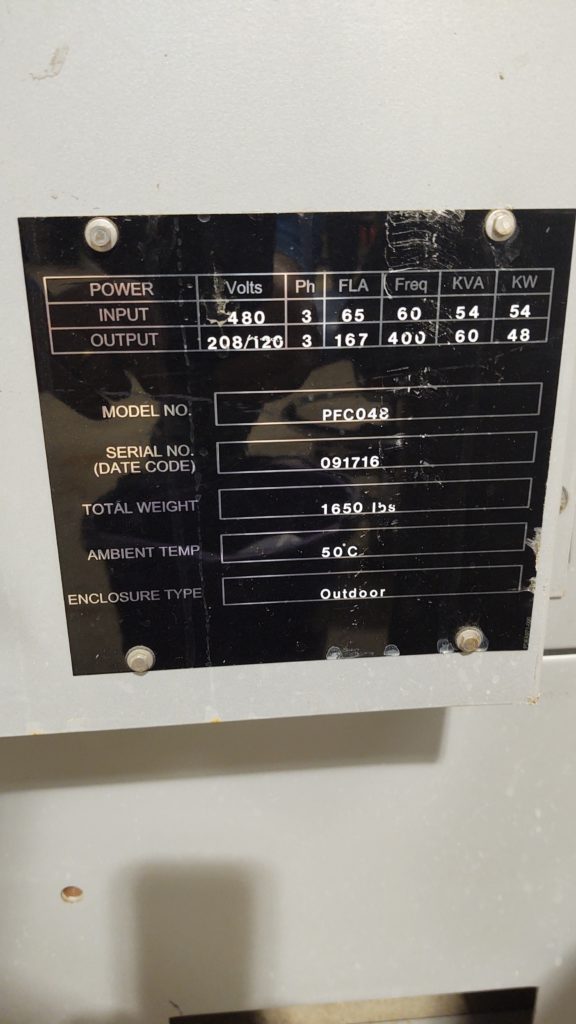 POWER Volts Ph FLA Freq KVA KW
INPUT 480 3 65 60 54 54
OUTPUT 208/120 3 167 400 60 48
MODEL NO. PFC048
SERIAL NO.
(DATE CODE) 091716
TOTAL WEIGHT 1650 lbs
AMBIENT TEMP 50°C
ENCLOSURE TYPE Outdoor